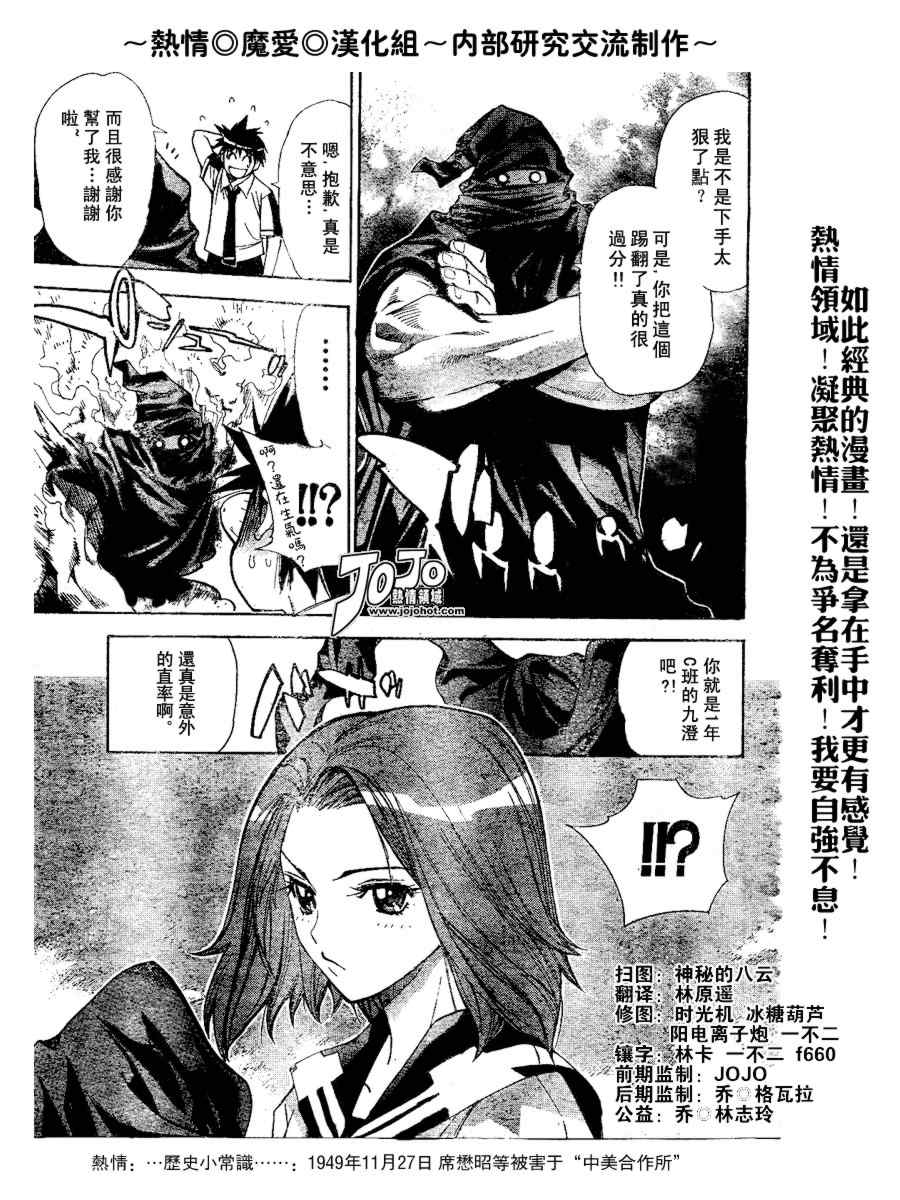 ～熱情◎魔愛◎漢化組～内部研究交流制作～
我是不是下手太
狠了點?
可是,你把這個
踢翻了真的很
過分!!
嗯,抱歉,真是
不意思…
而且很感謝你
幫了我…謝謝
啦~
……
!!?
啊?還在生氣嗎?
JOJO
熱情領域
www.jojohot.com
你就是1年
C班的九澄
吧?!
還真是意外
的直率啊。
!!?
如此經典的漫畫!還是拿在手中才更有感覺!
熱情領域!凝聚熱情!不為爭名奪利!我要自強不息!
扫图：神秘的八云
翻译：林原遥
修图：时光机 冰糖葫芦
阳电离子炮 一不二
镶字：林卡 一不二 f660
前期监制：JOJO
后期监制：乔◌格瓦拉
公益：乔◌林志玲
熱情：…歷史小常識……：1949年11月27日 席懋昭等被害于“中美合作所”